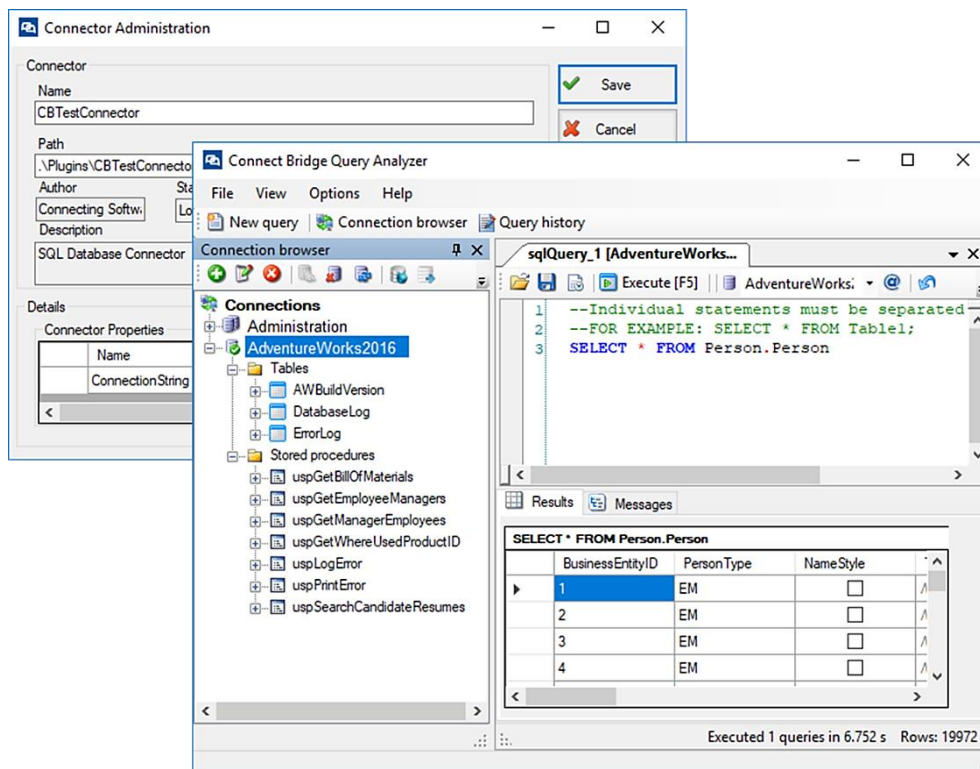 Connector Administration
Connector
Name
CBTestConnector
Save
Cancel
Path
.\Plugins\CBTestConnecto
Author
Sta
Connecting Softw
Lo
Description
SQL Database Connector
Details
Connector Properties
Name
ConnectionString
Connect Bridge Query Analyzer
File View Options Help
New query Connection browser Query history
Connection browser
Connections
Administration
AdventureWorks2016
Tables
AWBuildVersion
DatabaseLog
ErrorLog
Stored procedures
uspGetBillOfMaterials
uspGetEmployeeManagers
uspGetManagerEmployees
uspGetWhereUsedProductID
uspLogError
uspPrintError
uspSearchCandidateResumes
sqlQuery_1 [AdventureWorks...
Execute [F5] AdventureWorks
1 --Individual statements must be separated
2 --FOR EXAMPLE: SELECT * FROM Table1;
3 SELECT * FROM Person.Person
Results Messages
SELECT * FROM Person.Person
BusinessEntityID PersonType NameStyle
1 EM
2 EM
3 EM
4 EM
Executed 1 queries in 6.752 s Rows: 19972